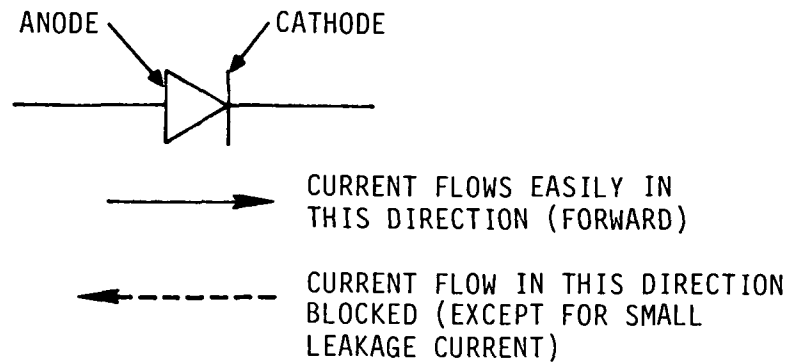 ANODE
CATHODE
CURRENT FLOWS EASILY IN
THIS DIRECTION (FORWARD)
CURRENT FLOW IN THIS DIRECTION
BLOCKED (EXCEPT FOR SMALL
LEAKAGE CURRENT)